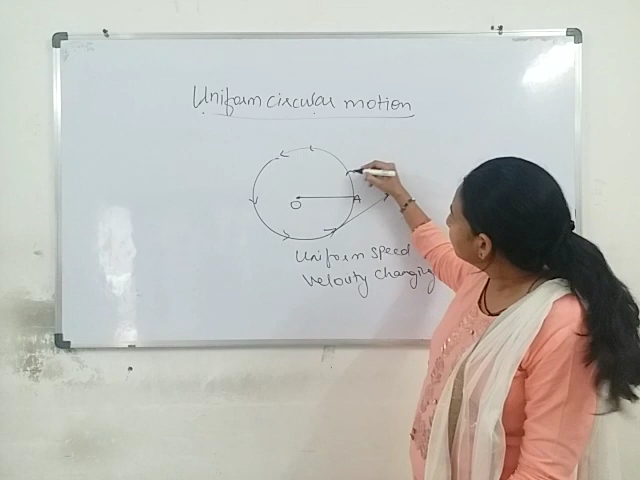 Uniform circular motion
O A
Uniform speed
Velocity changing